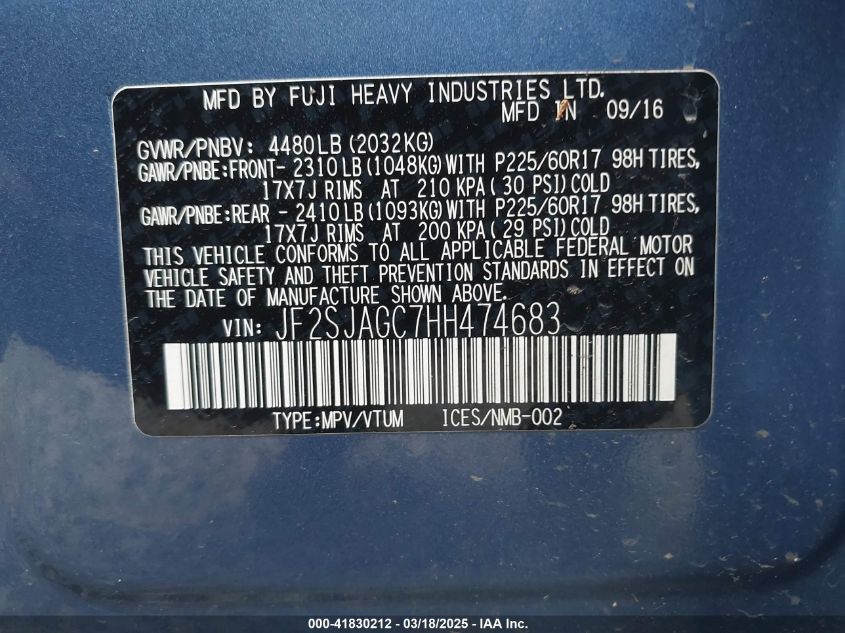 MFD BY FUJI HEAVY INDUSTRIES LTD.
MFD IN 09/16
GVWR/PNBV: 4480LB(2032KG)
GAWR/PNBE:FRONT- 2310LB(1048KG)WITH P225/60R17 98H TIRES,
17X7J RIMS AT 210 KPA(30 PSI)COLD
GAWR/PNBE:REAR - 2410LB(1093KG)WITH P225/60R17 98H TIRES,
17X7J RIMS AT 200 KPA(29 PSI)COLD
THIS VEHICLE CONFORMS TO ALL APPLICABLE FEDERAL MOTOR
VEHICLE SAFETY AND THEFT PREVENTION STANDARDS IN EFFECT ON
THE DATE OF MANUFACTURE SHOWN ABOVE.
VIN: JF2SJAGC7HH474683
TYPE:MPV/VTUM ICES/NMB-002
000-41830212 - 03/18/2025 - IAA Inc.